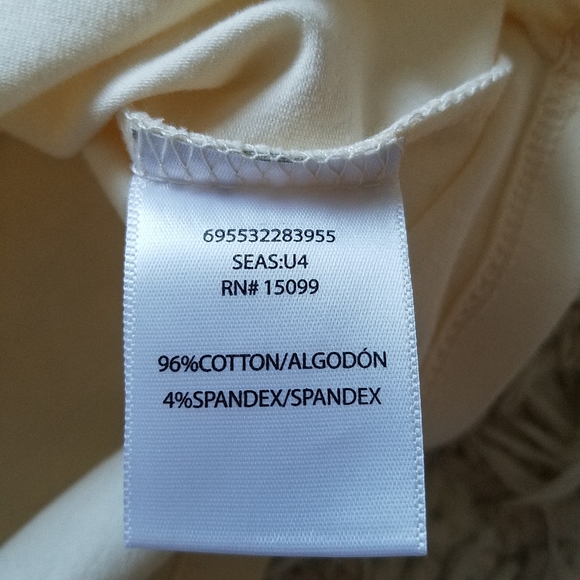 695532283955
SEAS:U4
RN# 15099
96%COTTON/ALGODÓN
4%SPANDEX/SPANDEX